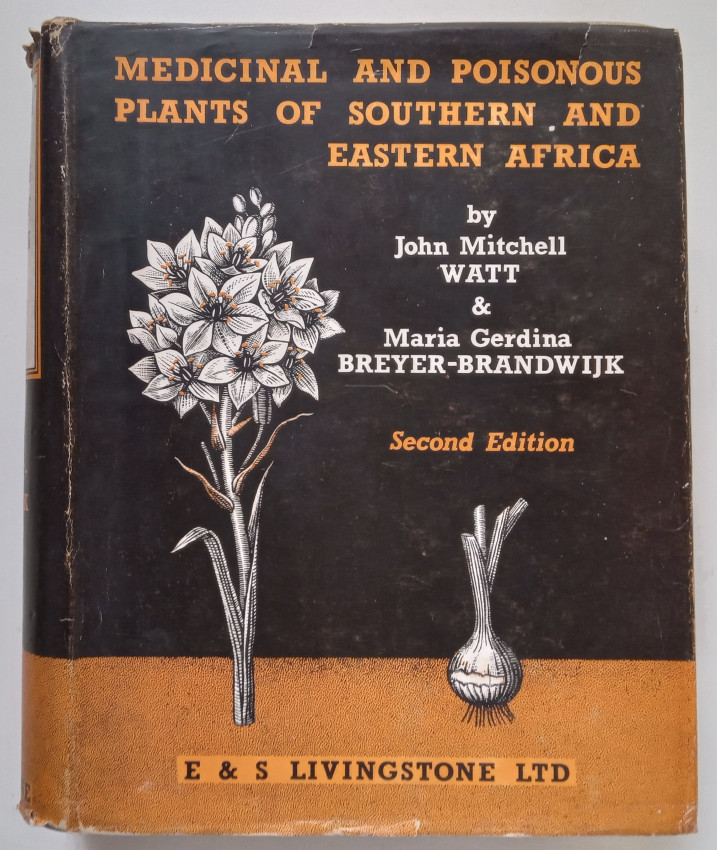 MEDICINAL AND POISONOUS
PLANTS OF SOUTHERN AND
EASTERN AFRICA
by
John Mitchell
WATT
&
Maria Gerdina
BREYER-BRANDWIJK
Second Edition
E & S LIVINGSTONE LTD